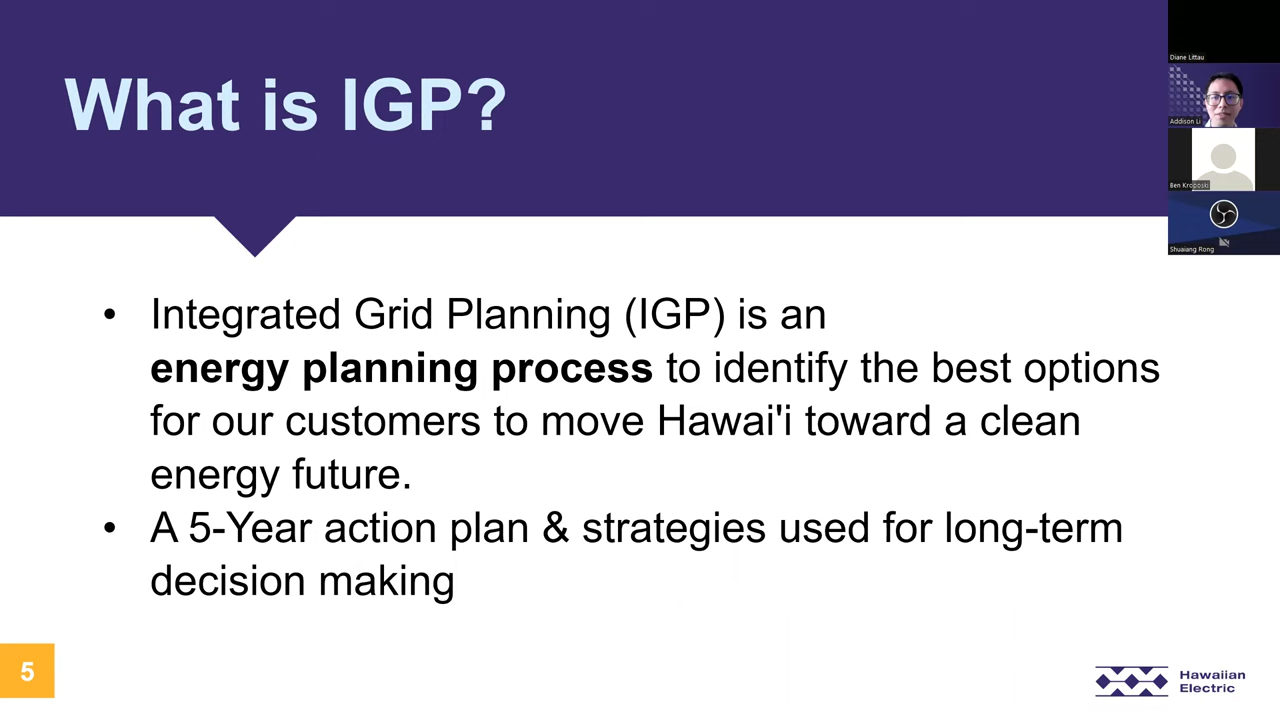 What is IGP?
Diane Littau
Addison Li
Ben Kroposki
Shuaiang Rong
• Integrated Grid Planning (IGP) is an
energy planning process to identify the best options
for our customers to move Hawai'i toward a clean
energy future.
• A 5-Year action plan & strategies used for long-term
decision making
5
Hawaiian
Electric